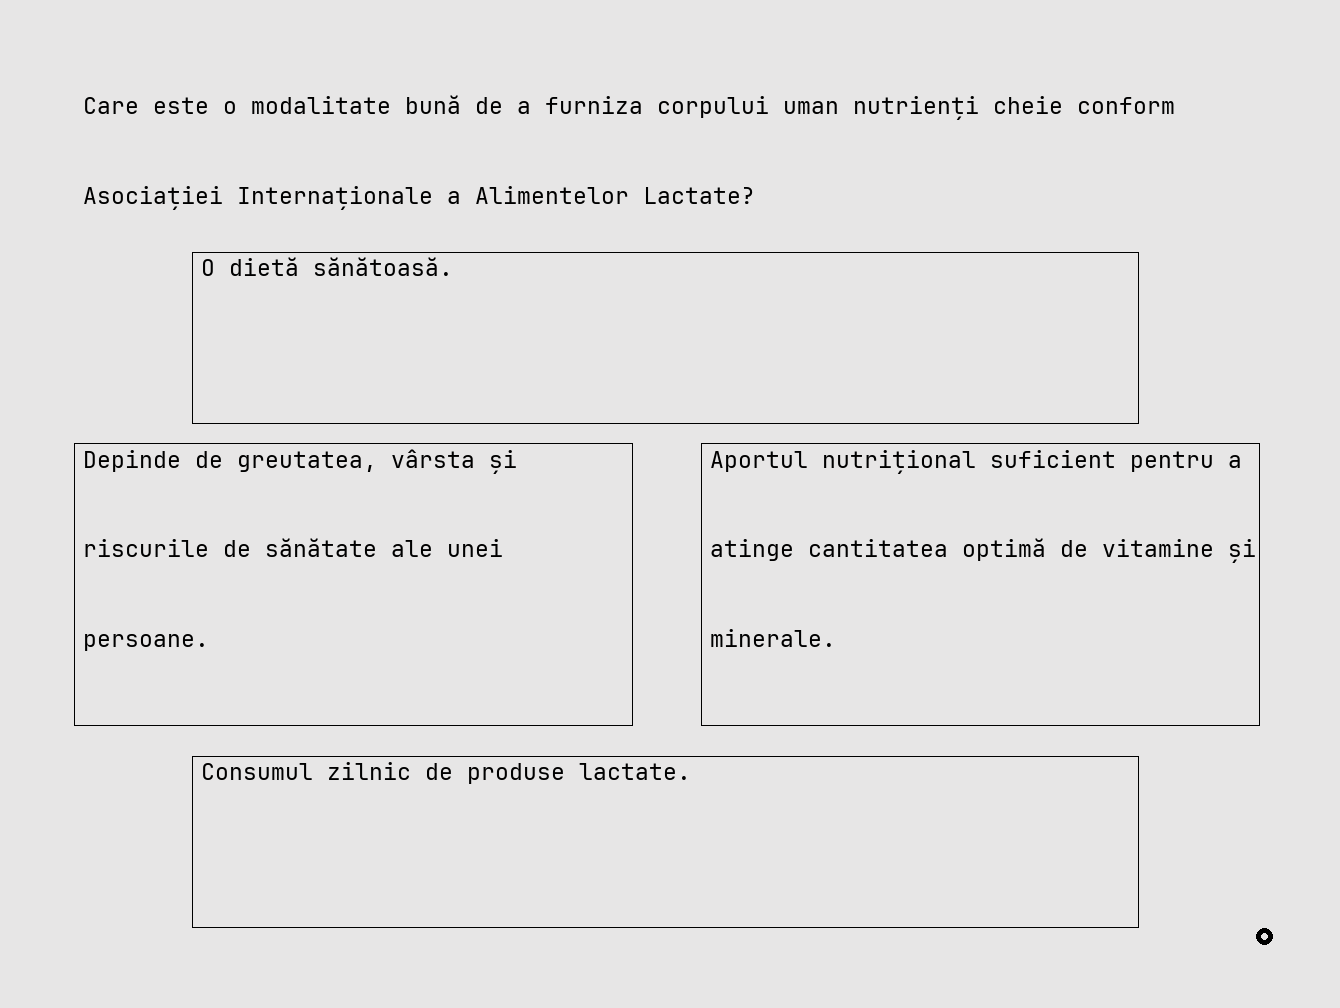 Care este o modalitate bună de a furniza corpului uman nutrienți cheie conform
Asociației Internaționale a Alimentelor Lactate?
O dietă sănătoasă.
Depinde de greutatea, vârsta și
riscurile de sănătate ale unei
persoane.
Aportul nutrițional suficient pentru a
atinge cantitatea optimă de vitamine și
minerale.
Consumul zilnic de produse lactate.